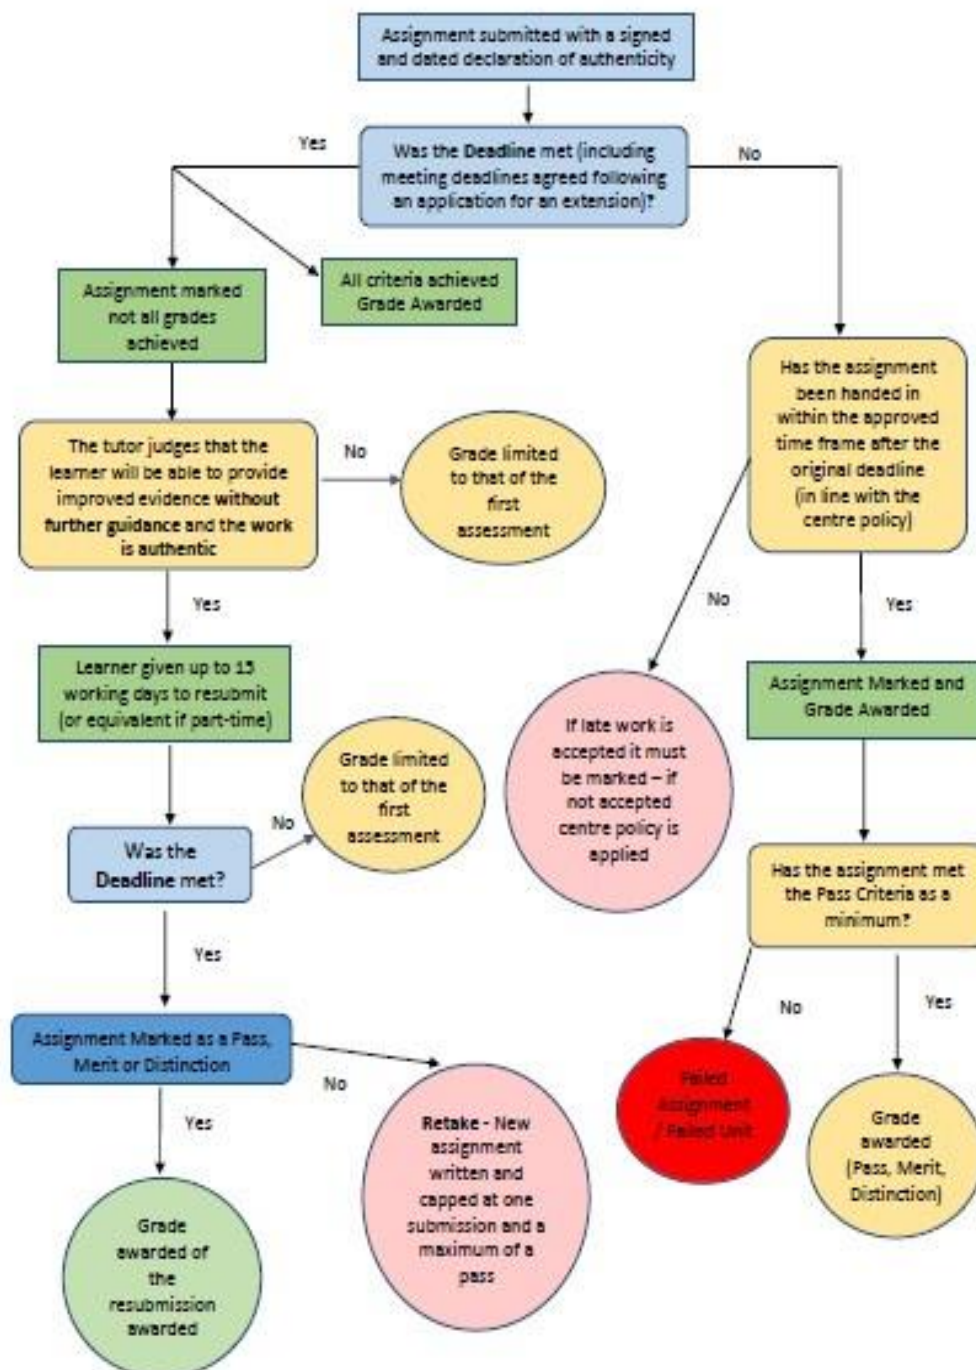 Assignment submitted with a signed
and dated declaration of authenticity
Yes
Was the Deadline met (including
meeting deadlines agreed following
an application for an extension)?
No
Assignment marked
not all grades
achieved
All criteria achieved
Grade Awarded
Has the assignment
been handed in
within the approved
time frame after the
original deadline
(in line with the
centre policy)
The tutor judges that the
learner will be able to provide
improved evidence without
further guidance and the work
is authentic
No
Grade limited
to that of the
first
assessment
Yes
No
Yes
Learner given up to 15
working days to resubmit
(or equivalent if part-time)
If late work is
accepted it must
be marked – if
not accepted
centre policy is
applied
Assignment Marked and
Grade Awarded
Grade limited
to that of the
first
assessment
No
Was the
Deadline met?
Has the assignment met
the Pass Criteria as a
minimum?
Yes
No
Yes
Assignment Marked as a Pass,
Merit or Distinction
No
Yes
Failed
Assignment
/ Failed Unit
Grade
awarded
(Pass, Merit,
Distinction)
Retake - New
assignment
written and
capped at one
submission and a
maximum of a
pass
Grade
awarded of
the
resubmission
awarded